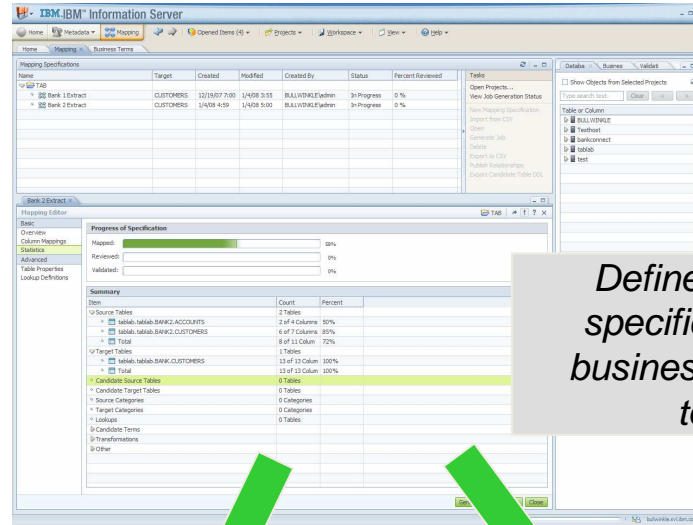 IBM. IBM Information Server
Home Metadata Mapping Opened Items (4) Projects Workspace View Help
Home Mapping Business Terms
Mapping Specifications
Name Target Created Modified Created By Status Percent Reviewed
TAB
Bank 1 Extract CUSTOMERS 12/19/07 7:00 1/4/08 3:55 BULLWINKLE\admin In Progress 0 %
Bank 2 Extract CUSTOMERS 1/4/08 4:59 1/4/08 5:00 BULLWINKLE\admin In Progress 0 %
Tasks
Open Projects...
View Job Generation Status
New Mapping Specification
Import from CSV
Open
Generate Job
Delete
Export to CSV
Publish Relationships
Export Candidate Table DDL
Databa Busines Validati
Show Objects from Selected Projects
Type search text. Clear
Table or Column
BULLWINKLE
Testhost
bankconnect
tablab
test
Bank 2 Extract
Mapping Editor TAB
Basic
Overview
Column Mappings
Statistics
Advanced
Table Properties
Lookup Definitions
Progress of Specification
Mapped:
Reviewed: 0%
Validated: 0%
Summary
Item Count Percent
Source Tables 2 Tables
tablab.tablab.BANK2.ACCOUNTS 2 of 4 Columns 50%
tablab.tablab.BANK2.CUSTOMERS 6 of 7 Columns 85%
Total 8 of 11 Colum 72%
Target Tables 1 Tables
tablab.tablab.BANK.CUSTOMERS 13 of 13 Colum 100%
Total 13 of 13 Colum 100%
Candidate Source Tables 0 Tables
Candidate Target Tables 0 Tables
Source Categories 0 Categories
Target Categories 0 Categories
Lookups 0 Tables
Candidate Terms
Transformations
Other
Define
specifi
busines
t
Close